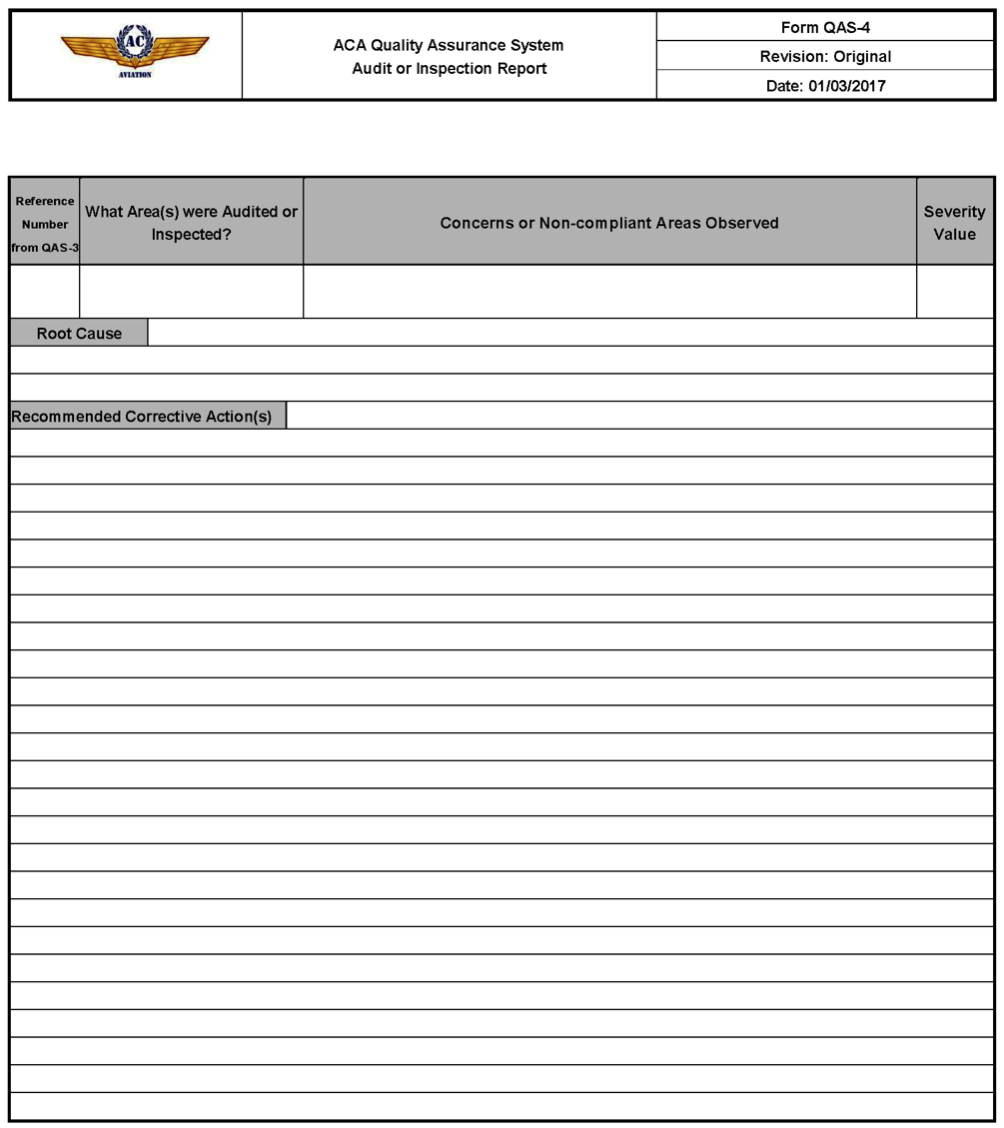 AC
AVIATION
ACA Quality Assurance System
Audit or Inspection Report
Form QAS-4
Revision: Original
Date: 01/03/2017
Reference
Number
from QAS-3
What Area(s) were Audited or
Inspected?
Concerns or Non-compliant Areas Observed
Severity
Value
Root Cause
Recommended Corrective Action(s)